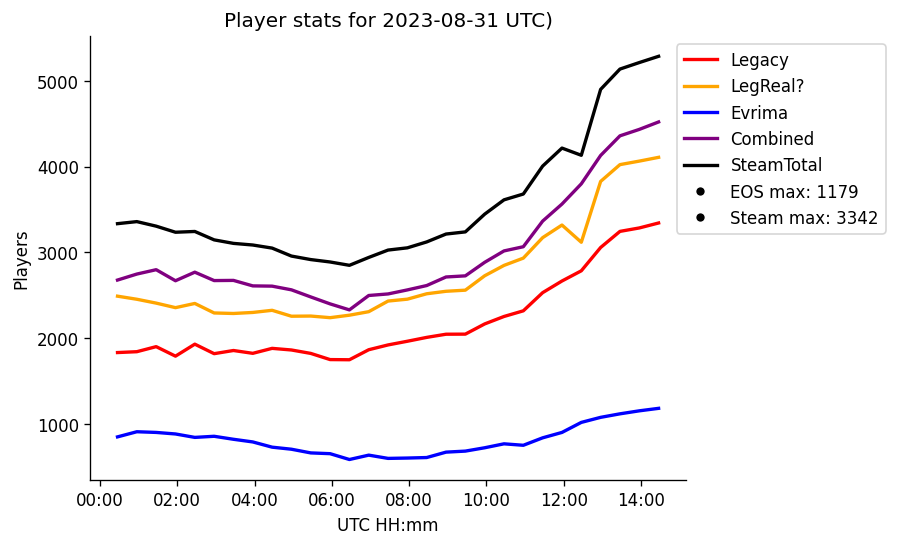 Player stats for 2023-08-31 UTC)
Legacy
LegReal?
Evrima
Combined
SteamTotal
EOS max: 1179
Steam max: 3342
Players
5000
4000
3000
2000
1000
00:00 02:00 04:00 06:00 08:00 10:00 12:00 14:00
UTC HH:mm